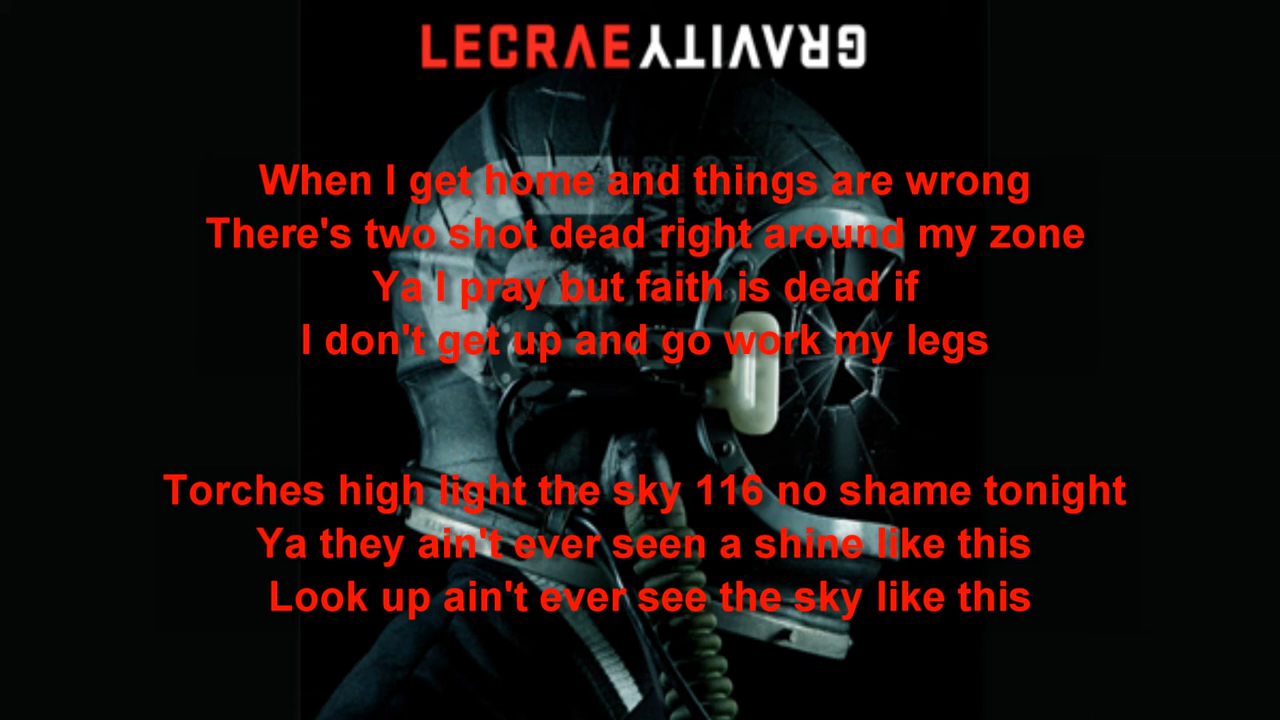 LECRAE GRAVITY
When I get home and things are wrong
There's two shot dead right around my zone
Ya I pray but faith is dead if
I don't get up and go work my legs
Torches high light the sky 116 no shame tonight
Ya they ain't ever seen a shine like this
Look up ain't ever see the sky like this